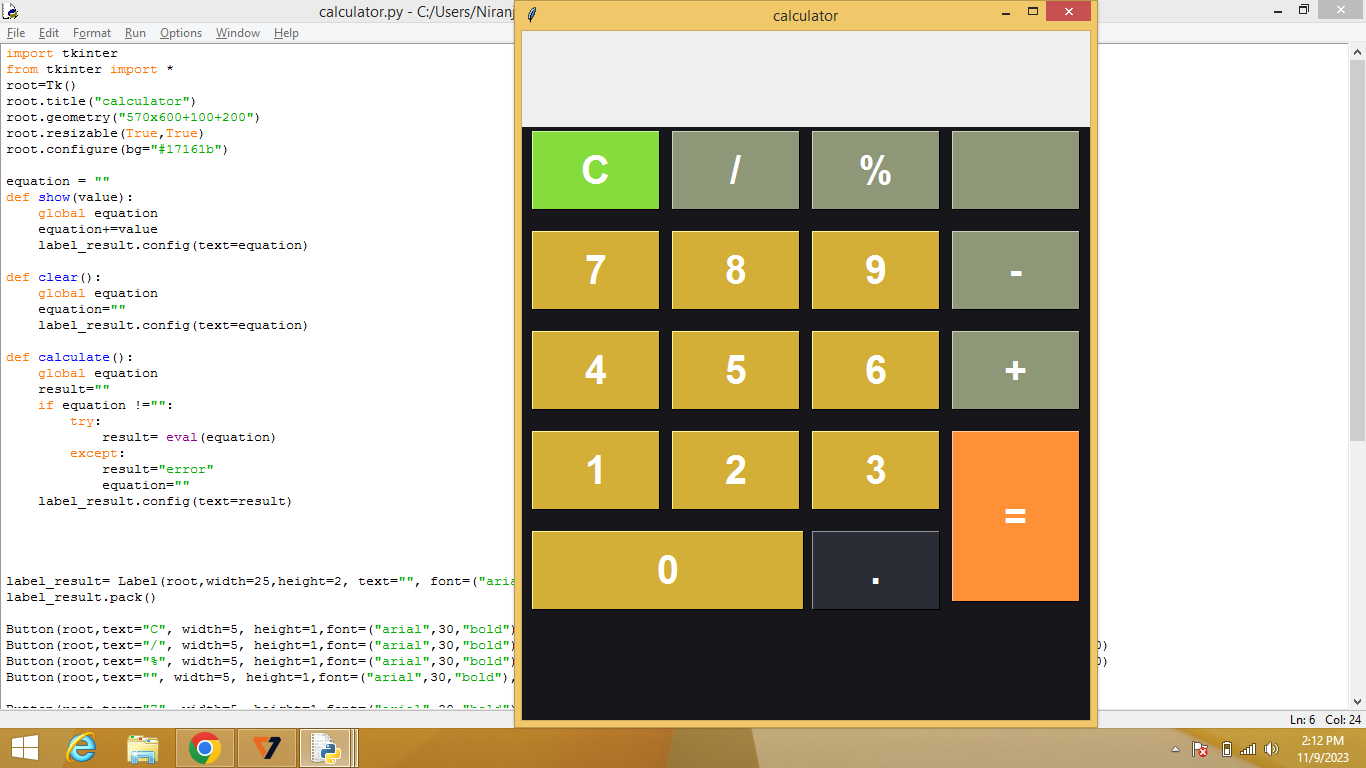 calculator.py - C:/Users/Niranj
calculator
File Edit Format Run Options Window Help
import tkinter
from tkinter import *
root=Tk()
root.title("calculator")
root.geometry("570x600+100+200")
root.resizable(True,True)
root.configure(bg="#17161b")
equation = ""
def show(value):
    global equation
    equation+=value
    label_result.config(text=equation)
def clear():
    global equation
    equation=""
    label_result.config(text=equation)
def calculate():
    global equation
    result=""
    if equation !="":
        try:
            result= eval(equation)
        except:
            result="error"
            equation=""
    label_result.config(text=result)
label_result= Label(root,width=25,height=2, text="", font=("aria
label_result.pack()
Button(root,text="C", width=5, height=1,font=("arial",30,"bold")
Button(root,text="/", width=5, height=1,font=("arial",30,"bold") 0)
Button(root,text="%", width=5, height=1,font=("arial",30,"bold") 0)
Button(root,text="", width=5, height=1,font=("arial",30,"bold"),
C / %
7 8 9 -
4 5 6 +
1 2 3 =
0 .
Ln: 6 Col: 24
2:12 PM
11/9/2023